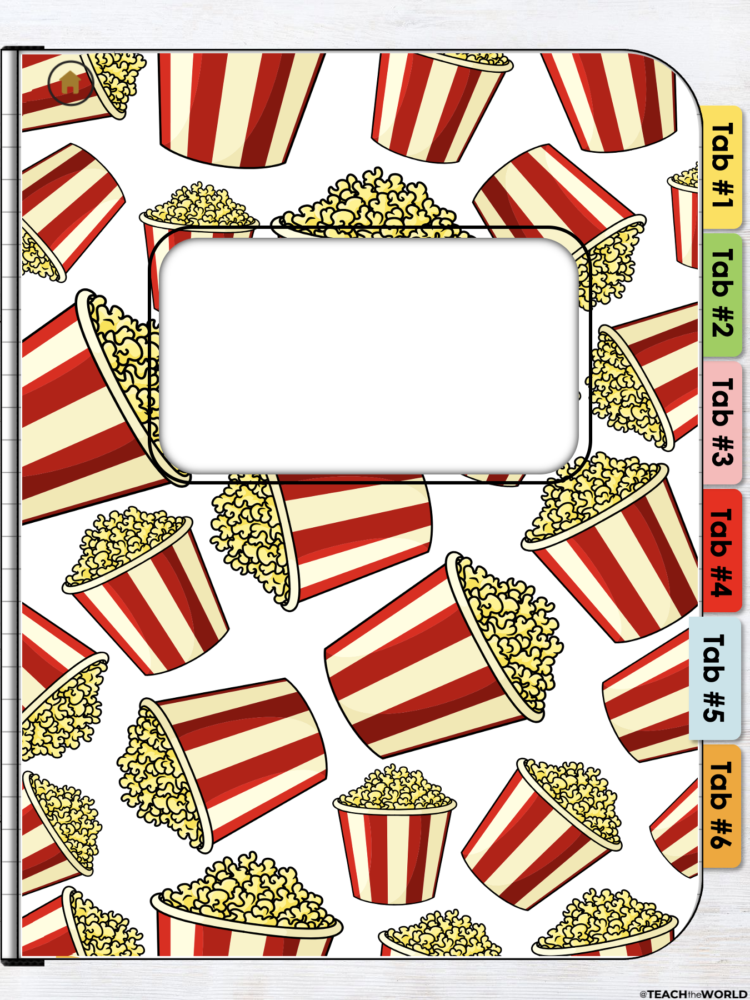 Tab #1
Tab #2
Tab #3
Tab #4
Tab #5
Tab #6
@TEACHtheWORLD